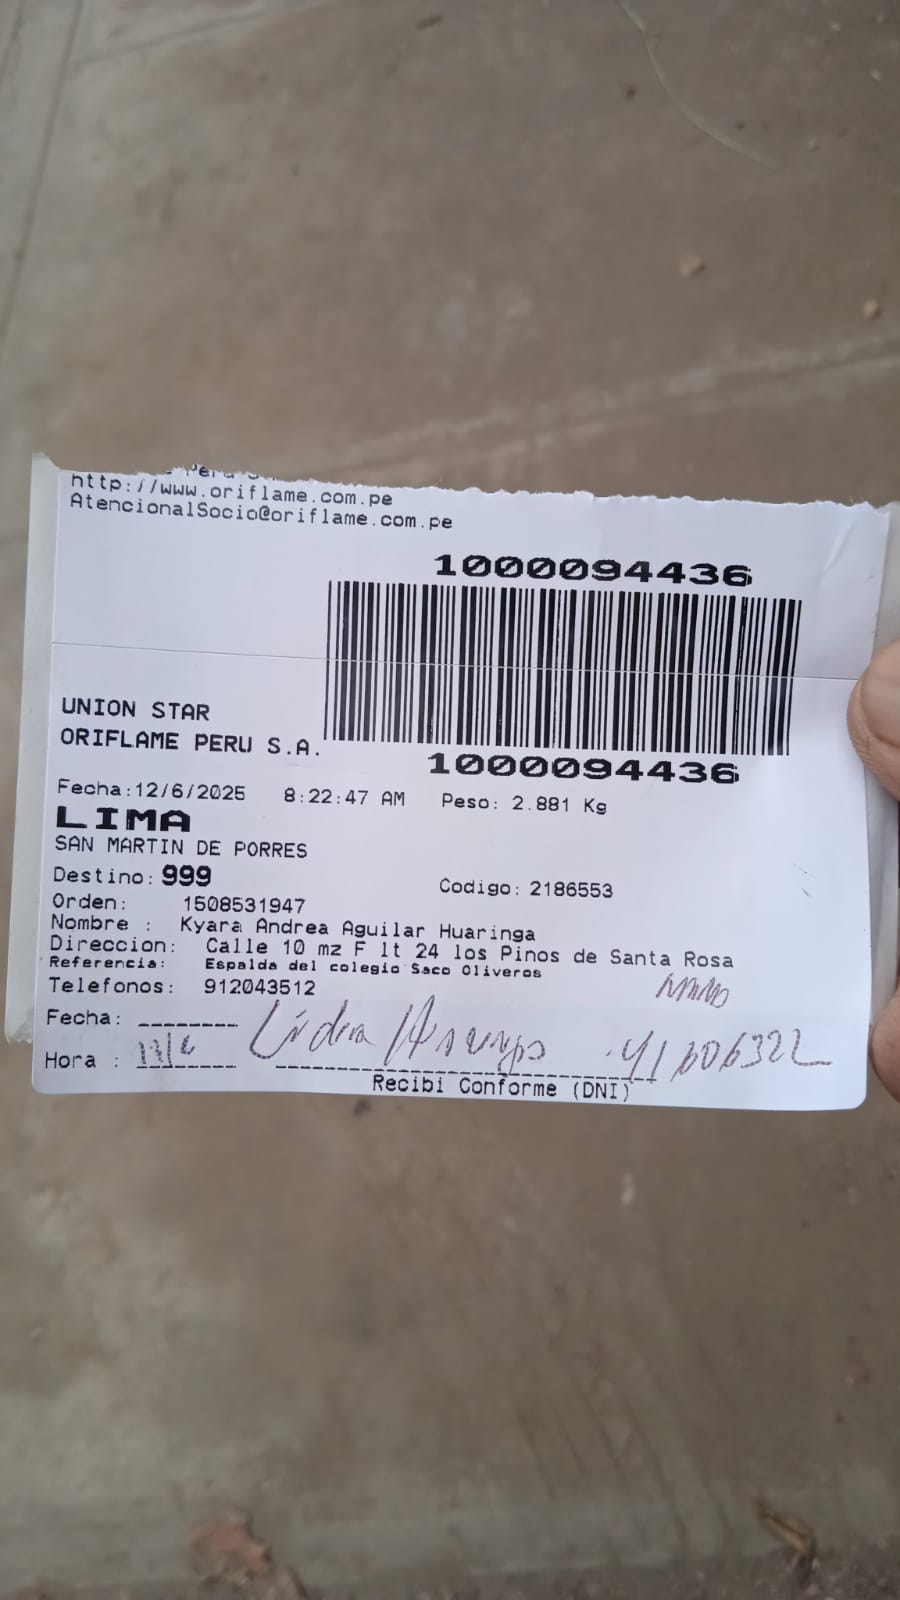 http://www.oriflame.com.pe
AtencionalSocio@oriflame.com.pe
1000094436
UNION STAR
ORIFLAME PERU S.A.
1000094436
Fecha:12/6/2025 8:22:47 AM Peso: 2.881 Kg
LIMA
SAN MARTIN DE PORRES
Destino: 999 Codigo: 2186553
Orden: 1508531947
Nombre : Kyara Andrea Aguilar Huaringa
Direccion: Calle 10 mz F lt 24 los Pinos de Santa Rosa
Referencia: Espalda del colegio Saco Oliveros
Telefonos: 912043512
Fecha:
Hora : 13/6
Recibi Conforme (DNI)